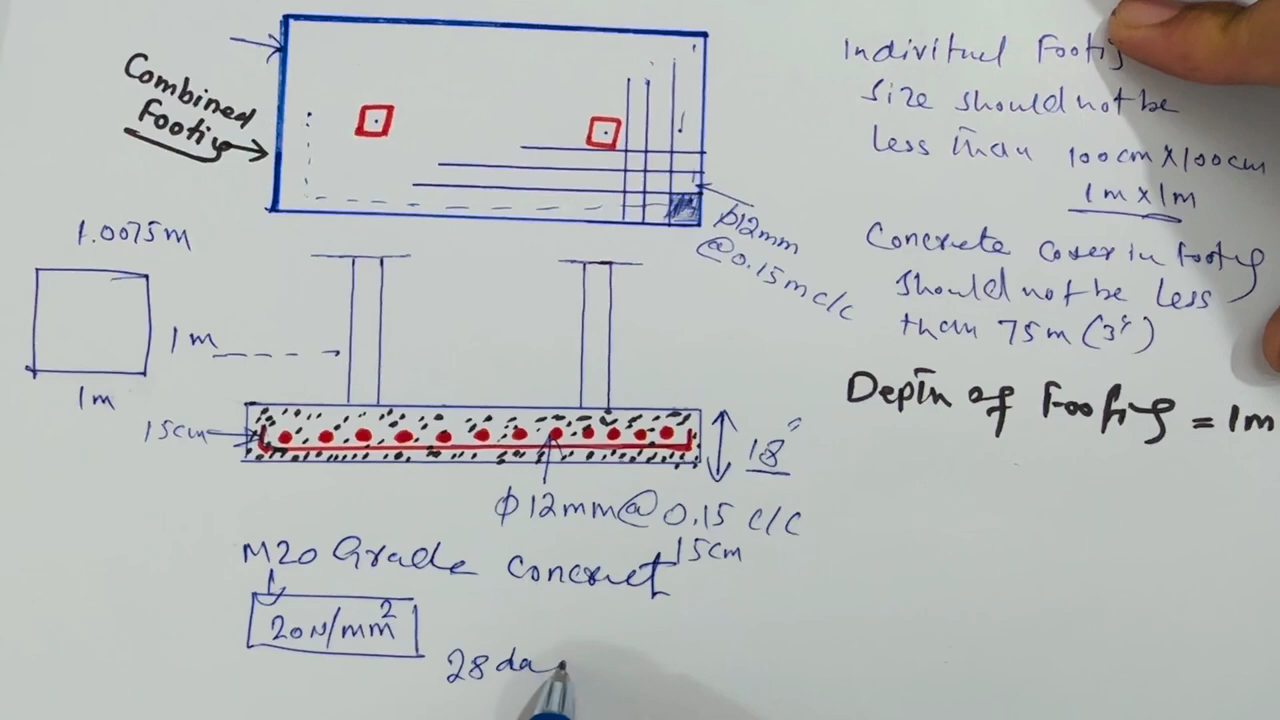 Combined
Footing
1.0075m
1m
1m
15cm
ϕ12mm
@0.15m c/c
18"
ϕ12mm@0.15 c/c
15cm
M20 Grade Concret
20N/mm²
28 da
Indivitual Footi
Size should not be
less than 100cm X100cm
1m x 1m
Concrete cover in footing
should not be less
than 75m (3")
Depth of Footing = 1m